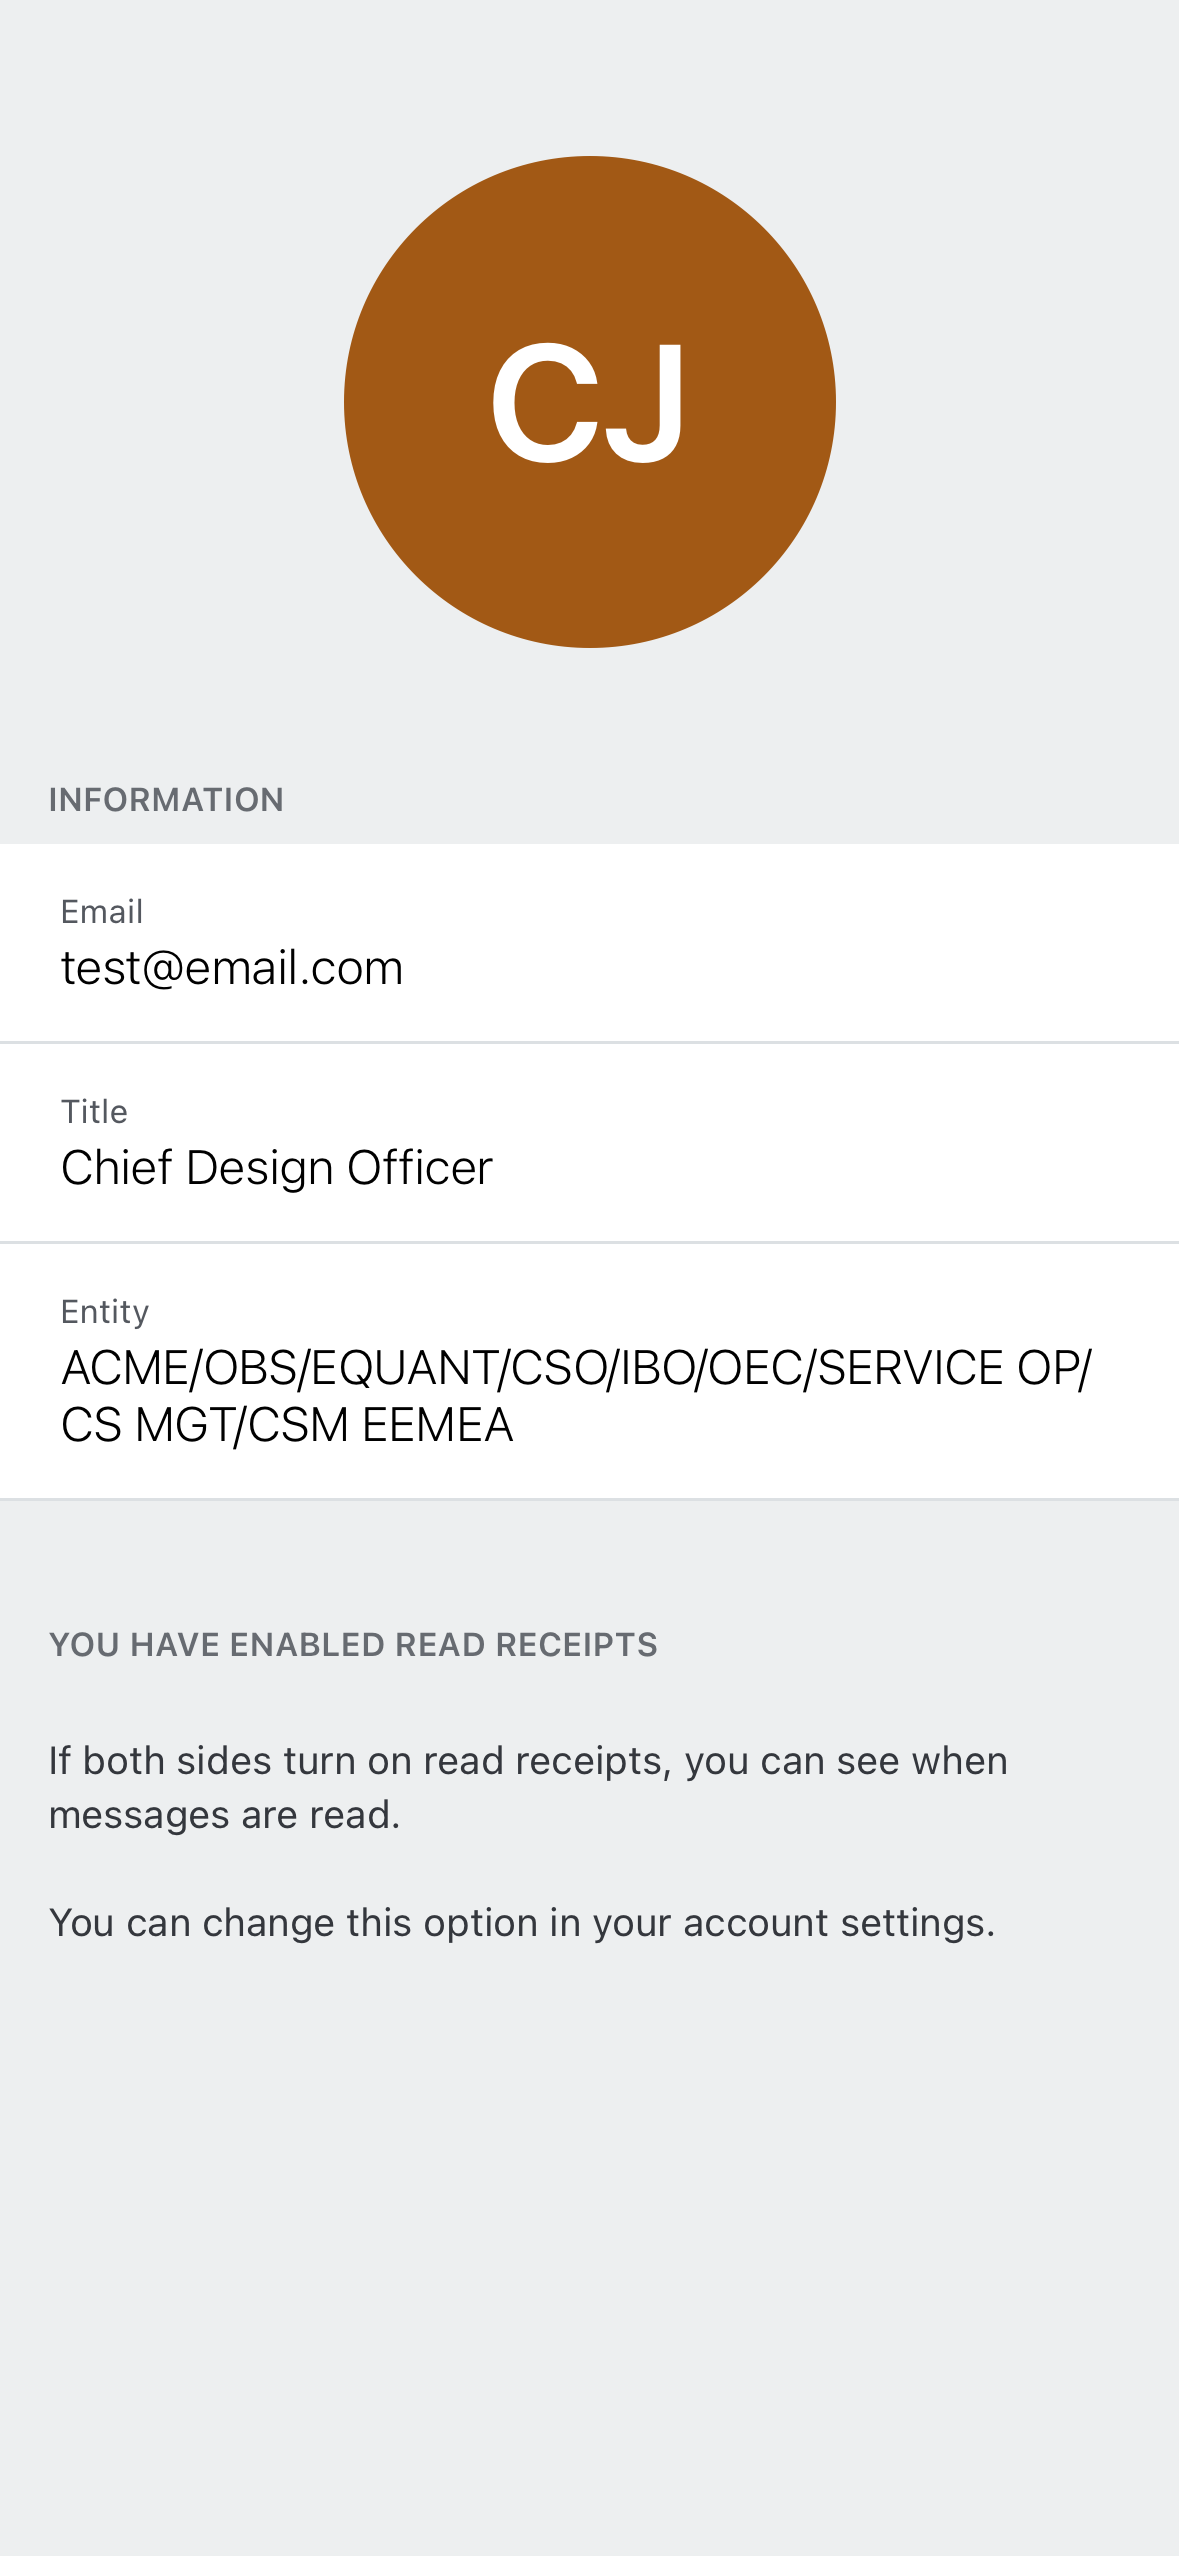 CJ
INFORMATION
Email
test@email.com
Title
Chief Design Officer
Entity
ACME/OBS/EQUANT/CSO/IBO/OEC/SERVICE OP/
CS MGT/CSM EEMEA
YOU HAVE ENABLED READ RECEIPTS
If both sides turn on read receipts, you can see when
messages are read.
You can change this option in your account settings.